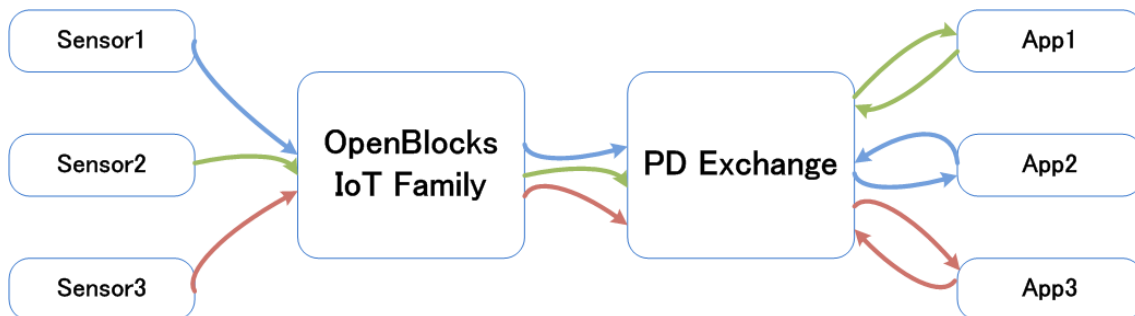 Sensor1
Sensor2
Sensor3
OpenBlocks
IoT Family
PD Exchange
App1
App2
App3